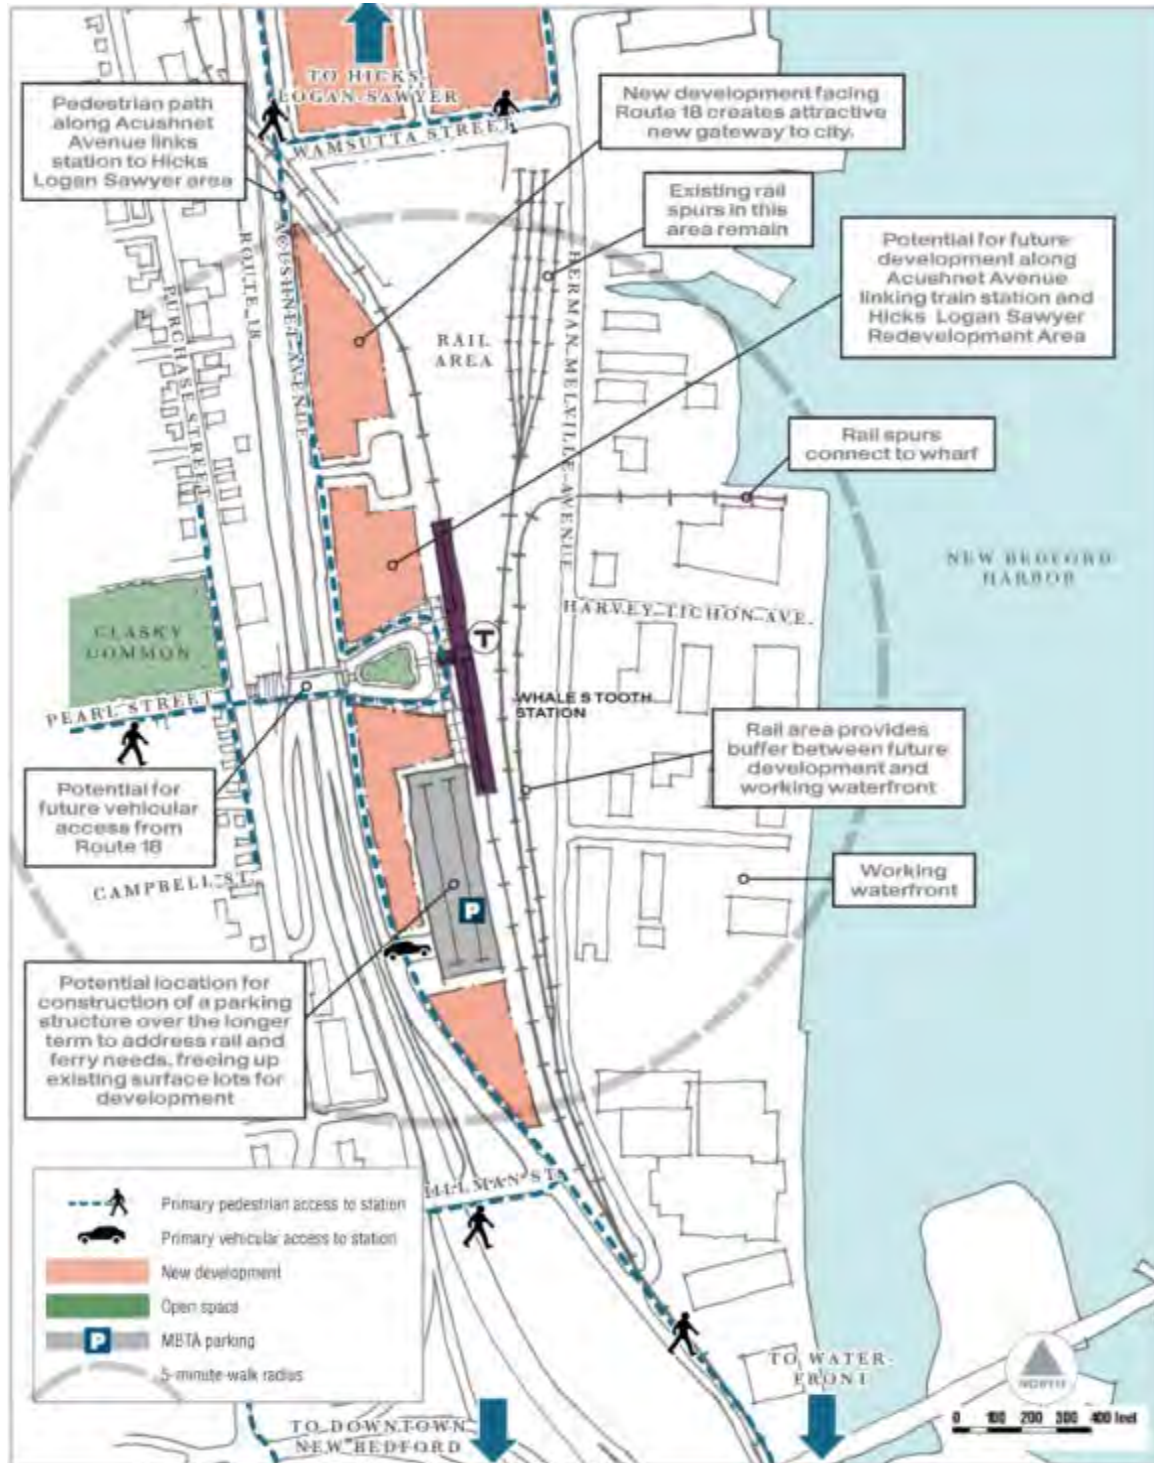 TO HICKS
LOGAN-SAWYER
WAMSUTTA STREET
Pedestrian path
along Acushnet
Avenue links
station to Hicks
Logan Sawyer area
New development facing
Route 18 creates attractive
new gateway to city.
Existing rail
spurs in this
area remain
Potential for future
development along
Acushnet Avenue
linking train station and
Hicks Logan Sawyer
Redevelopment Area
ROUTE 18
ACUSHNET AVENUE
PURCHASE STREET
RAIL
AREA
HERMAN MELVILLE AVENUE
Rail spurs
connect to wharf
NEW BEDFORD
HARBOR
HARVEY TICHON AVE.
CLASKY
COMMON
T
PEARL STREET
WHALE S TOOTH
STATION
Rail area provides
buffer between future
development and
working waterfront
Potential for
future vehicular
access from
Route 18
CAMPBELL ST.
Working
waterfront
P
Potential location for
construction of a parking
structure over the longer
term to address rail and
ferry needs, freeing up
existing surface lots for
development
HILLMAN ST.
Primary pedestrian access to station
Primary vehicular access to station
New development
Open space
P MBTA parking
5-minute-walk radius
TO DOWNTOWN
NEW BEDFORD
TO WATER-
FRONT
NORTH
0 100 200 300 400 feet